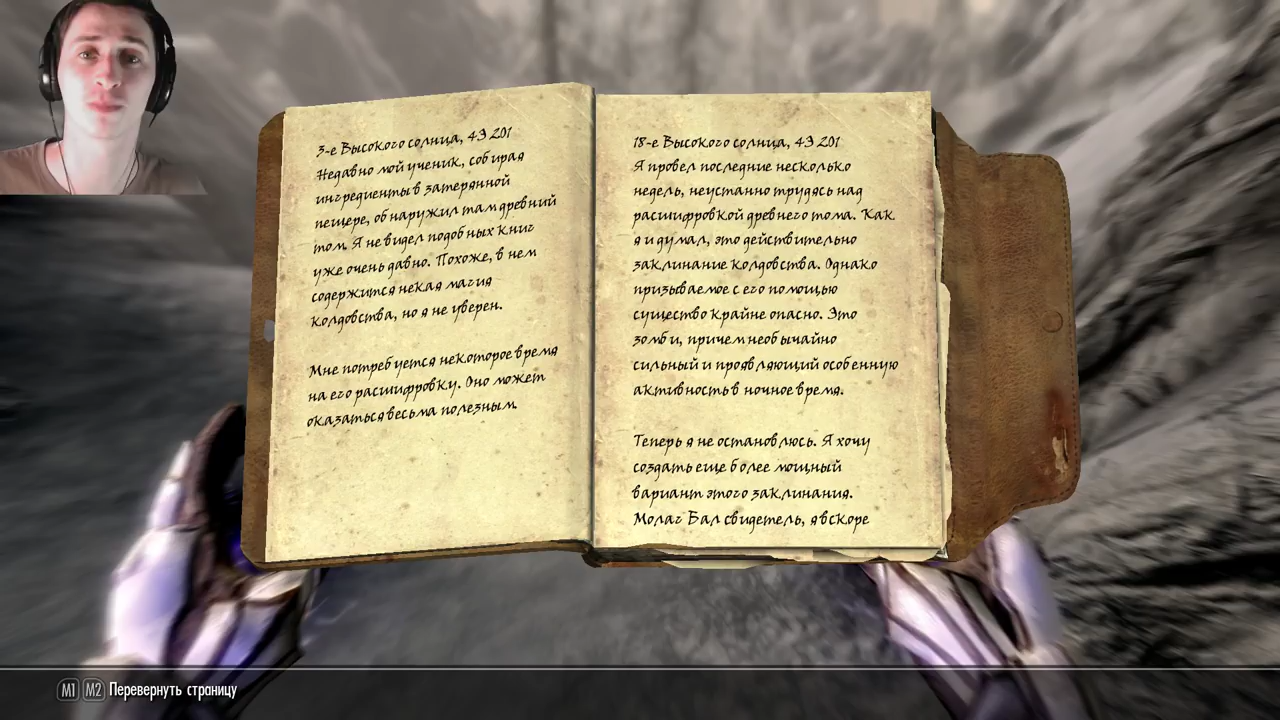 3-е Высокого солнца, 4Э 201
Недавно мой ученик, собирая
ингредиенты в затерянной
пещере, обнаружил там древний
том. Я не видел подобных книг
уже очень давно. Похоже, в нем
содержится некая магия
колдовства, но я не уверен.
Мне потребуется некоторое время
на его расшифровку. Оно может
оказаться весьма полезным.
18-е Высокого солнца, 4Э 201
Я провел последние несколько
недель, неустанно трудясь над
расшифровкой древнего тома. Как
я и думал, это действительно
заклинание колдовства. Однако
призываемое с его помощью
существо крайне опасно. Это
зомби, причем необычайно
сильный и проявляющий особенную
активность в ночное время.
Теперь я не остановлюсь. Я хочу
создать еще более мощный
вариант этого заклинания.
Молаг Бал свидетель, я вскоре
M1 M2 Перевернуть страницу